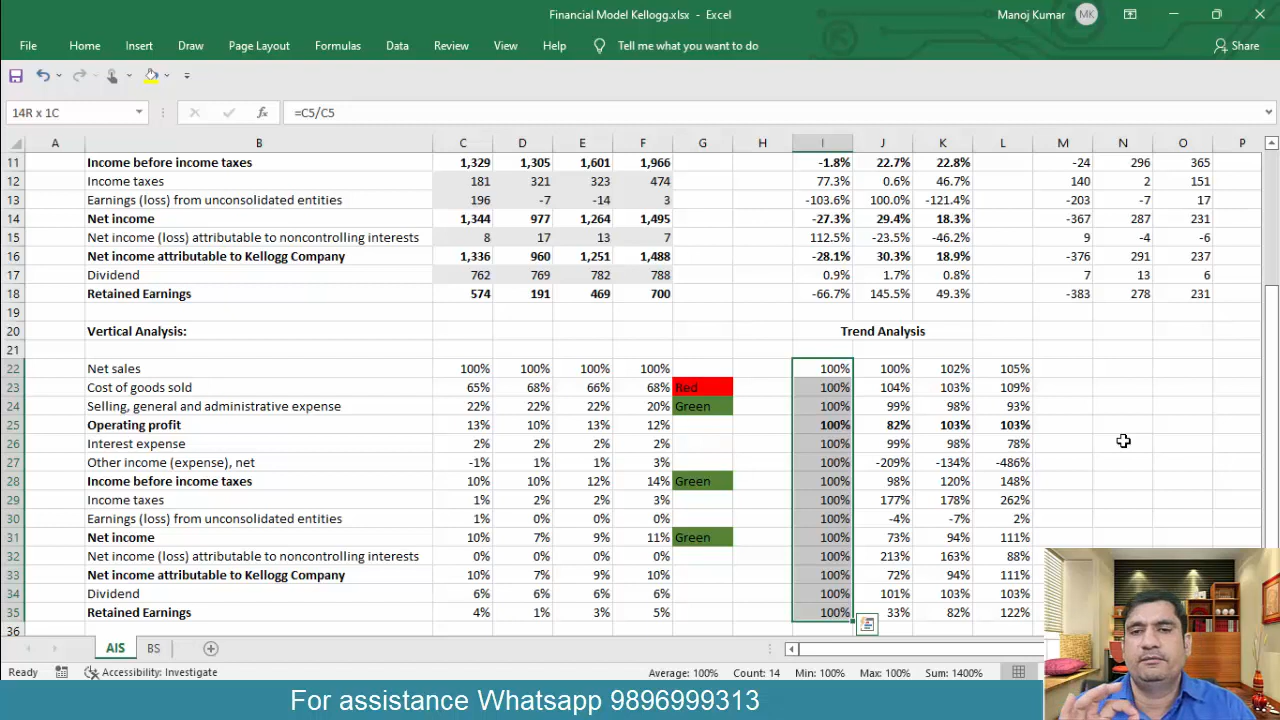 Financial Model Kellogg.xlsx - Excel
Manoj Kumar MK
File Home Insert Draw Page Layout Formulas Data Review View Help Tell me what you want to do Share
14R x 1C fx =C5/C5
A B C D E F G H I J K L M N O P
11 Income before income taxes 1,329 1,305 1,601 1,966 -1.8% 22.7% 22.8% -24 296 365
12 Income taxes 181 321 323 474 77.3% 0.6% 46.7% 140 2 151
13 Earnings (loss) from unconsolidated entities 196 -7 -14 3 -103.6% 100.0% -121.4% -203 -7 17
14 Net income 1,344 977 1,264 1,495 -27.3% 29.4% 18.3% -367 287 231
15 Net income (loss) attributable to noncontrolling interests 8 17 13 7 112.5% -23.5% -46.2% 9 -4 -6
16 Net income attributable to Kellogg Company 1,336 960 1,251 1,488 -28.1% 30.3% 18.9% -376 291 237
17 Dividend 762 769 782 788 0.9% 1.7% 0.8% 7 13 6
18 Retained Earnings 574 191 469 700 -66.7% 145.5% 49.3% -383 278 231
19
20 Vertical Analysis: Trend Analysis
21
22 Net sales 100% 100% 100% 100% 100% 100% 102% 105%
23 Cost of goods sold 65% 68% 66% 68% Red 100% 104% 103% 109%
24 Selling, general and administrative expense 22% 22% 22% 20% Green 100% 99% 98% 93%
25 Operating profit 13% 10% 13% 12% 100% 82% 103% 103%
26 Interest expense 2% 2% 2% 2% 100% 99% 98% 78%
27 Other income (expense), net -1% 1% 1% 3% 100% -209% -134% -486%
28 Income before income taxes 10% 10% 12% 14% Green 100% 98% 120% 148%
29 Income taxes 1% 2% 2% 3% 100% 177% 178% 262%
30 Earnings (loss) from unconsolidated entities 1% 0% 0% 0% 100% -4% -7% 2%
31 Net income 10% 7% 9% 11% Green 100% 73% 94% 111%
32 Net income (loss) attributable to noncontrolling interests 0% 0% 0% 0% 100% 213% 163% 88%
33 Net income attributable to Kellogg Company 10% 7% 9% 10% 100% 72% 94% 111%
34 Dividend 6% 6% 6% 6% 100% 101% 103% 103%
35 Retained Earnings 4% 1% 3% 5% 100% 33% 82% 122%
36
AIS BS
Ready Accessibility: Investigate Average: 100% Count: 14 Min: 100% Max: 100% Sum: 1400%
For assistance Whatsapp 9896999313